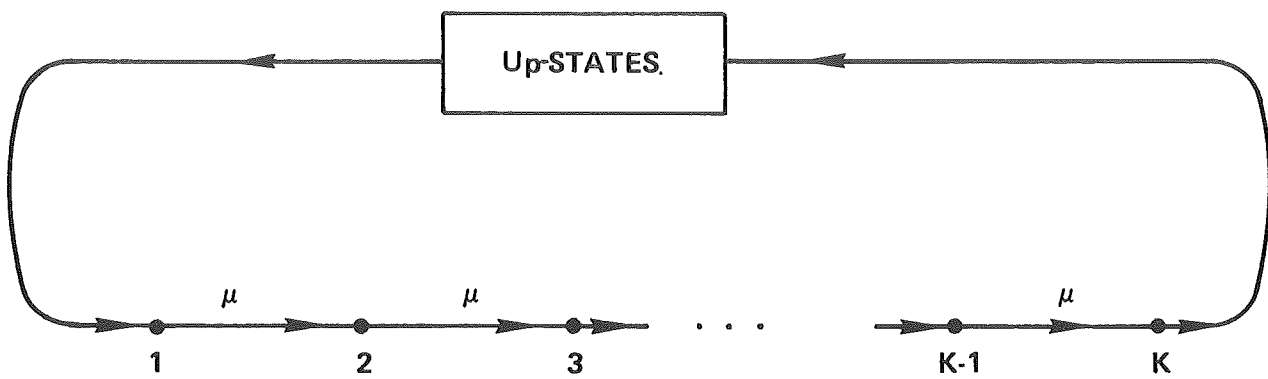 Up-STATES.
μ μ μ
1 2 3 . . . . K-1 K